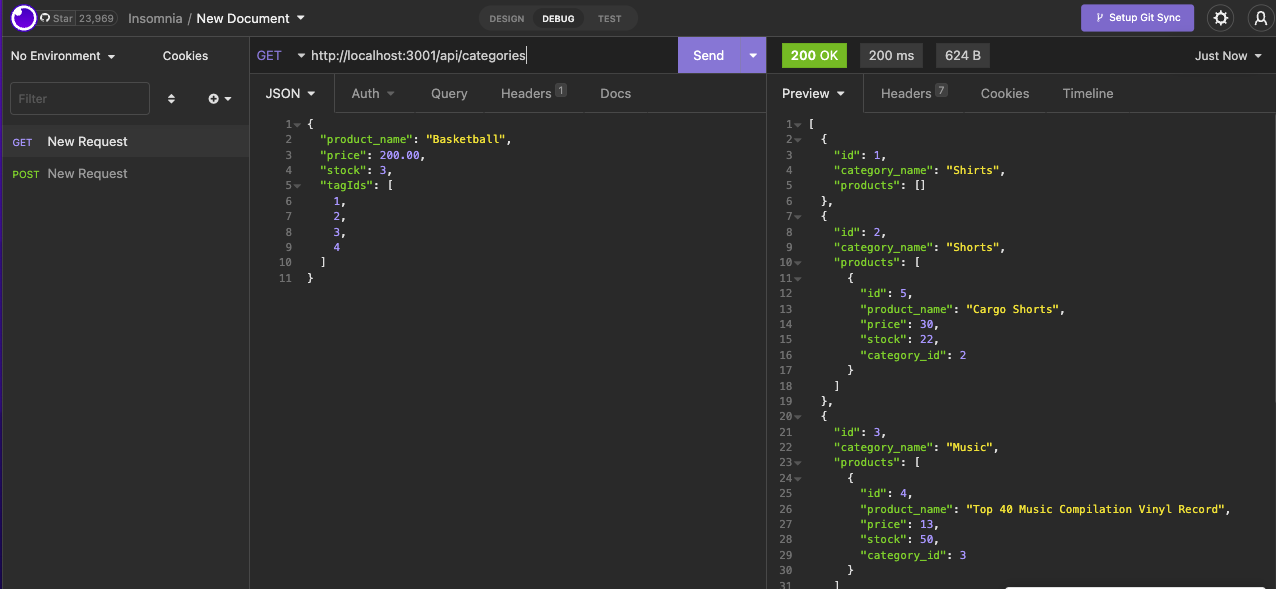 Star 23,969 Insomnia / New Document DESIGN DEBUG TEST Setup Git Sync
No Environment Cookies GET http://localhost:3001/api/categories Send 200 OK 200 ms 624 B Just Now
Filter
GET New Request
POST New Request
JSON Auth Query Headers 1 Docs
1 {
2 "product_name": "Basketball",
3 "price": 200.00,
4 "stock": 3,
5 "tagIds": [
6 1,
7 2,
8 3,
9 4
10 ]
11 }
Preview Headers 7 Cookies Timeline
1 [
2 {
3 "id": 1,
4 "category_name": "Shirts",
5 "products": []
6 },
7 {
8 "id": 2,
9 "category_name": "Shorts",
10 "products": [
11 {
12 "id": 5,
13 "product_name": "Cargo Shorts",
14 "price": 30,
15 "stock": 22,
16 "category_id": 2
17 }
18 ]
19 },
20 {
21 "id": 3,
22 "category_name": "Music",
23 "products": [
24 {
25 "id": 4,
26 "product_name": "Top 40 Music Compilation Vinyl Record",
27 "price": 13,
28 "stock": 50,
29 "category_id": 3
30 }
31 ]